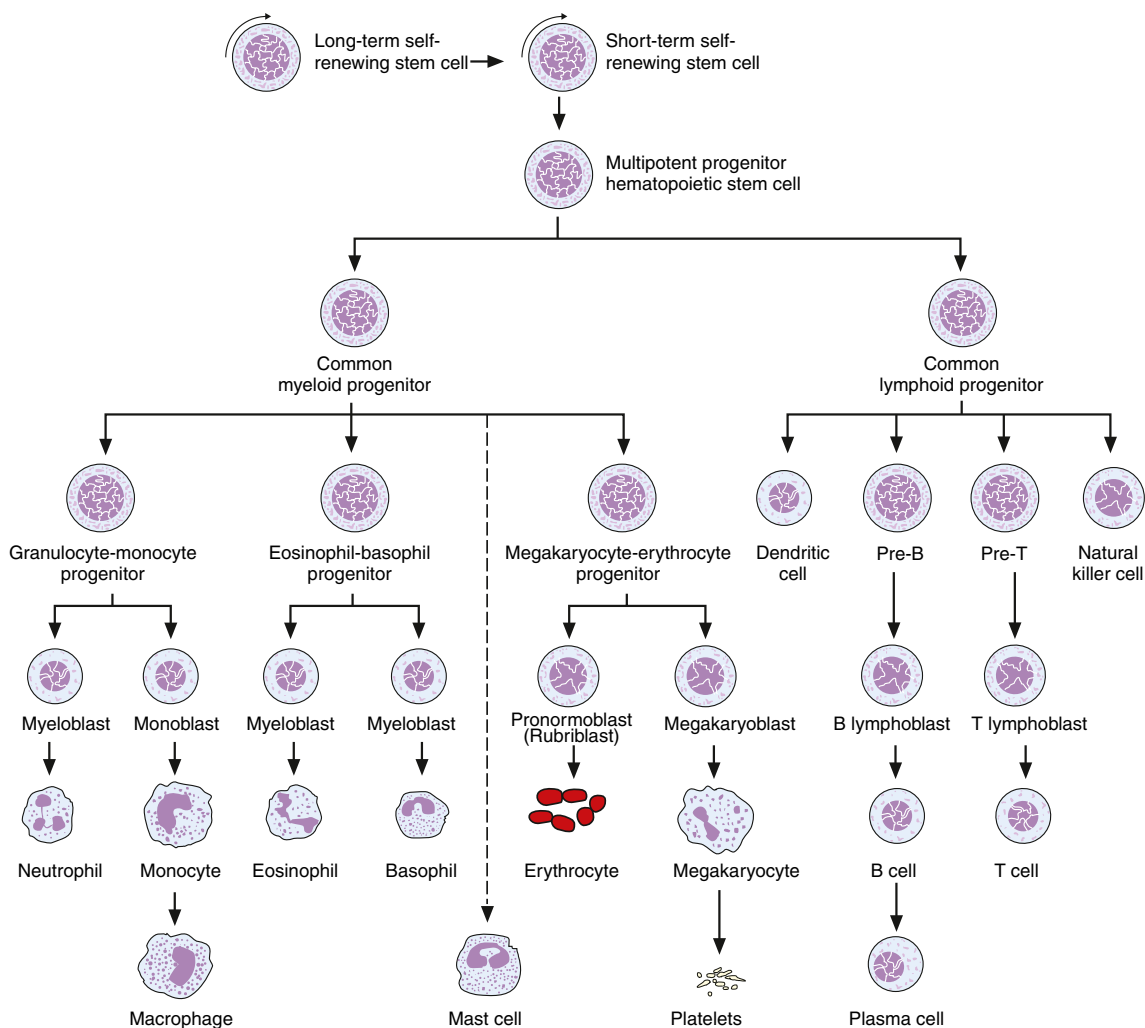 Long-term self-
renewing stem cell
Short-term self-
renewing stem cell
Multipotent progenitor
hematopoietic stem cell
Common
myeloid progenitor
Common
lymphoid progenitor
Granulocyte-monocyte
progenitor
Eosinophil-basophil
progenitor
Megakaryocyte-erythrocyte
progenitor
Dendritic
cell
Pre-B
Pre-T
Natural
killer cell
Myeloblast
Monoblast
Myeloblast
Myeloblast
Pronormoblast
(Rubriblast)
Megakaryoblast
B lymphoblast
T lymphoblast
Neutrophil
Monocyte
Eosinophil
Basophil
Erythrocyte
Megakaryocyte
B cell
T cell
Macrophage
Mast cell
Platelets
Plasma cell